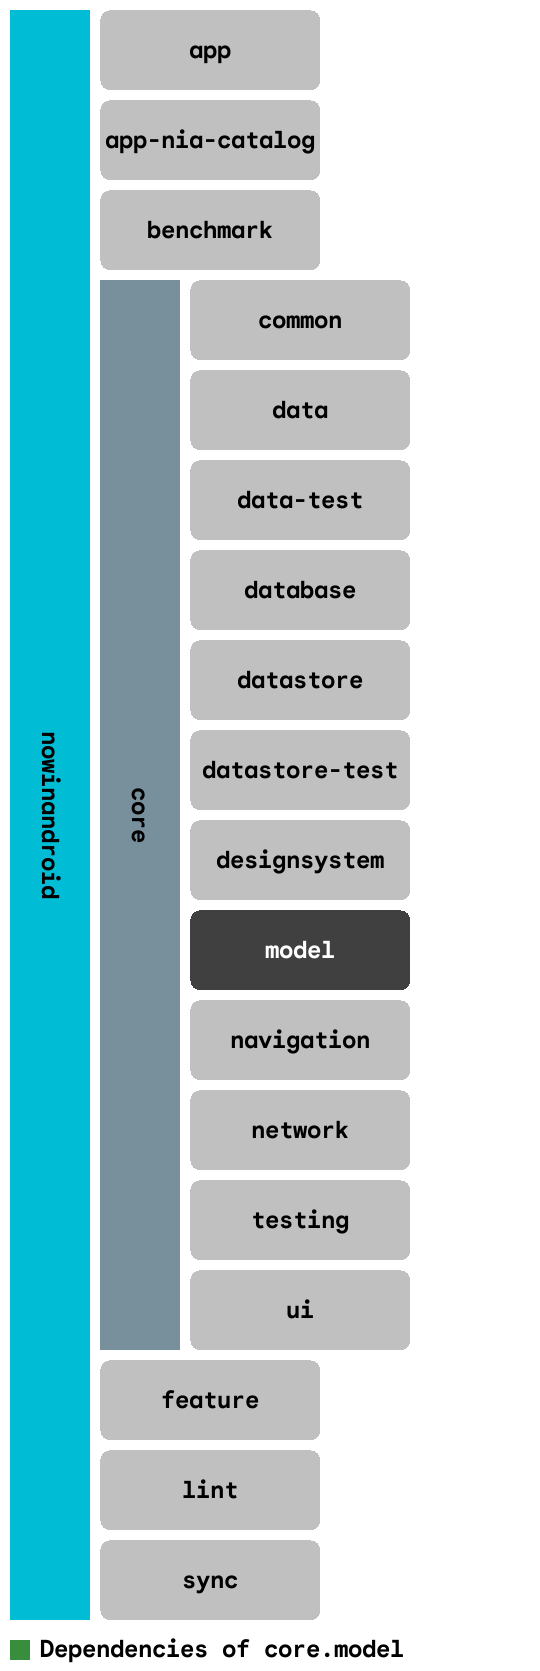 nowinandroid
app
app-nia-catalog
benchmark
core
common
data
data-test
database
datastore
datastore-test
designsystem
model
navigation
network
testing
ui
feature
lint
sync
Dependencies of core.model